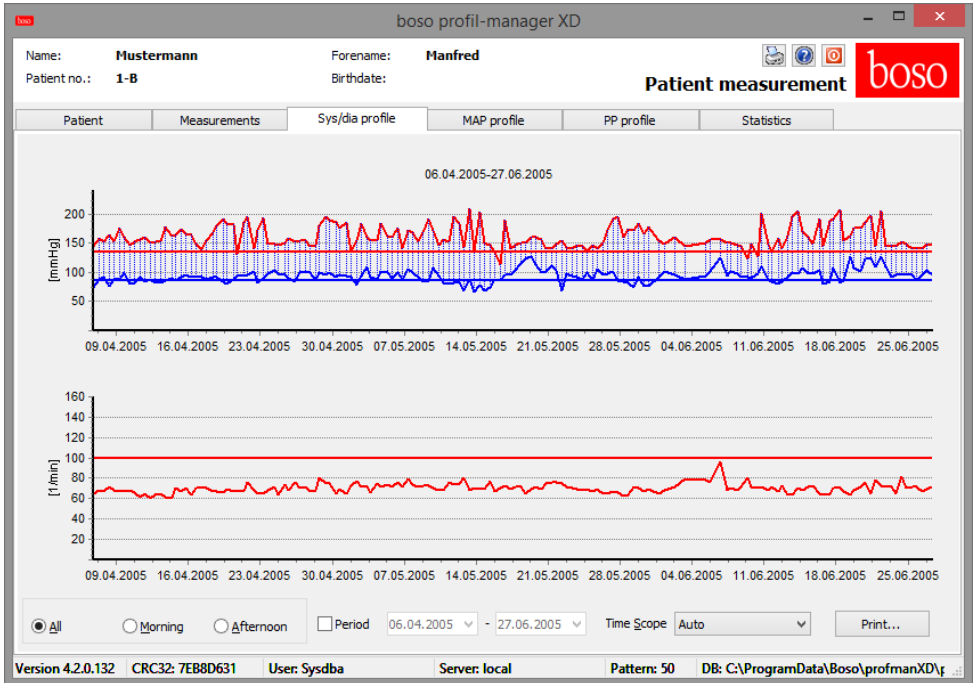 boso
boso profil-manager XD
Name: Mustermann Forename: Manfred
Patient no.: 1-B Birthdate:
Patient measurement
boso
Patient Measurements Sys/dia profile MAP profile PP profile Statistics
06.04.2005-27.06.2005
200
150
100
50
[mmHg]
09.04.2005 16.04.2005 23.04.2005 30.04.2005 07.05.2005 14.05.2005 21.05.2005 28.05.2005 04.06.2005 11.06.2005 18.06.2005 25.06.2005
160
140
120
100
80
60
40
20
[1/min]
09.04.2005 16.04.2005 23.04.2005 30.04.2005 07.05.2005 14.05.2005 21.05.2005 28.05.2005 04.06.2005 11.06.2005 18.06.2005 25.06.2005
All Morning Afternoon Period 06.04.2005 - 27.06.2005 Time Scope Auto Print...
Version 4.2.0.132 CRC32: 7EB8D631 User: Sysdba Server: local Pattern: 50 DB: C:\ProgramData\Boso\profmanXD\